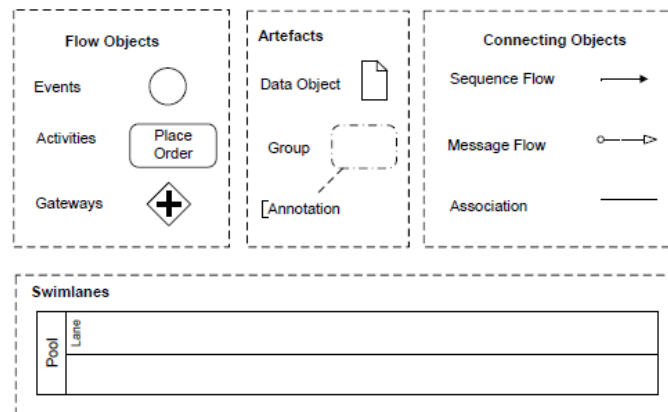 Flow Objects
Events
Activities
Place
Order
Gateways
Artefacts
Data Object
Group
Annotation
Connecting Objects
Sequence Flow
Message Flow
Association
Swimlanes
Pool
Lane